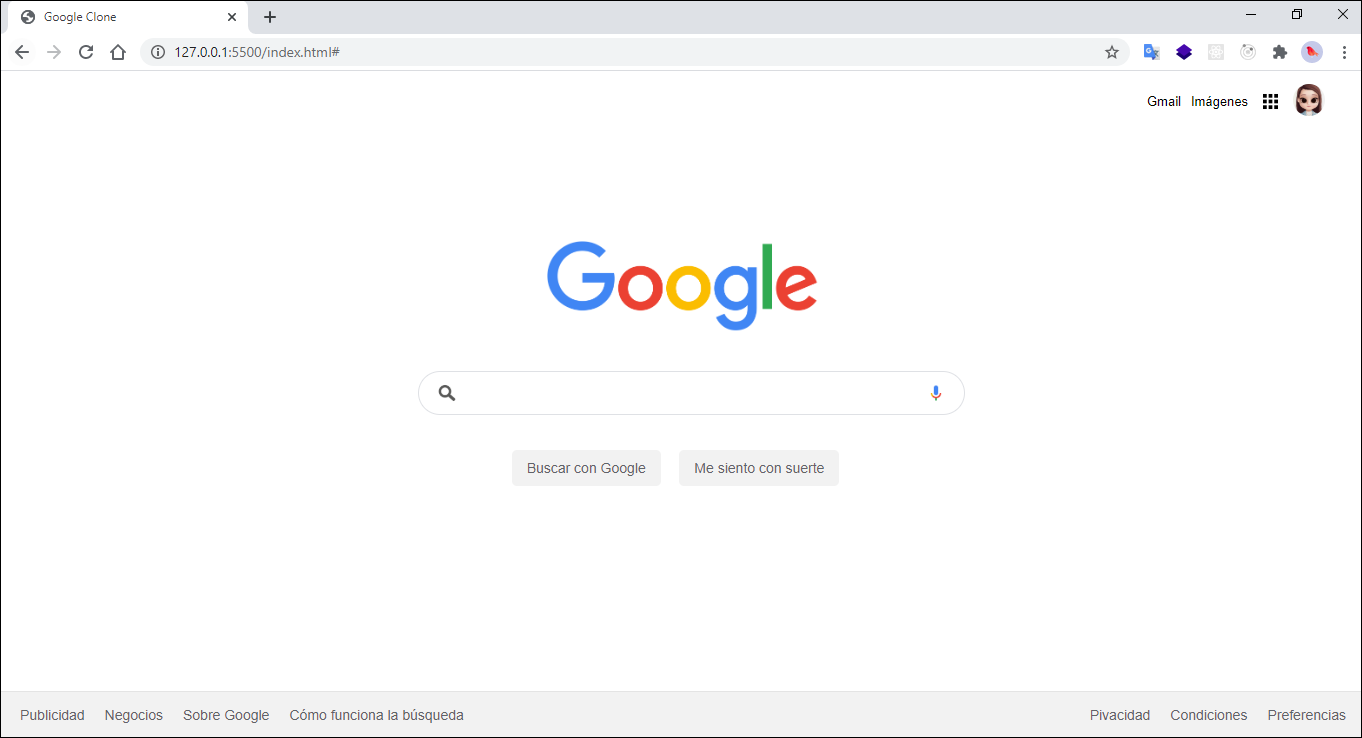 Google Clone
127.0.0.1:5500/index.html#
Gmail Imágenes
Google
Buscar con Google Me siento con suerte
Publicidad Negocios Sobre Google Cómo funciona la búsqueda Pivacidad Condiciones Preferencias